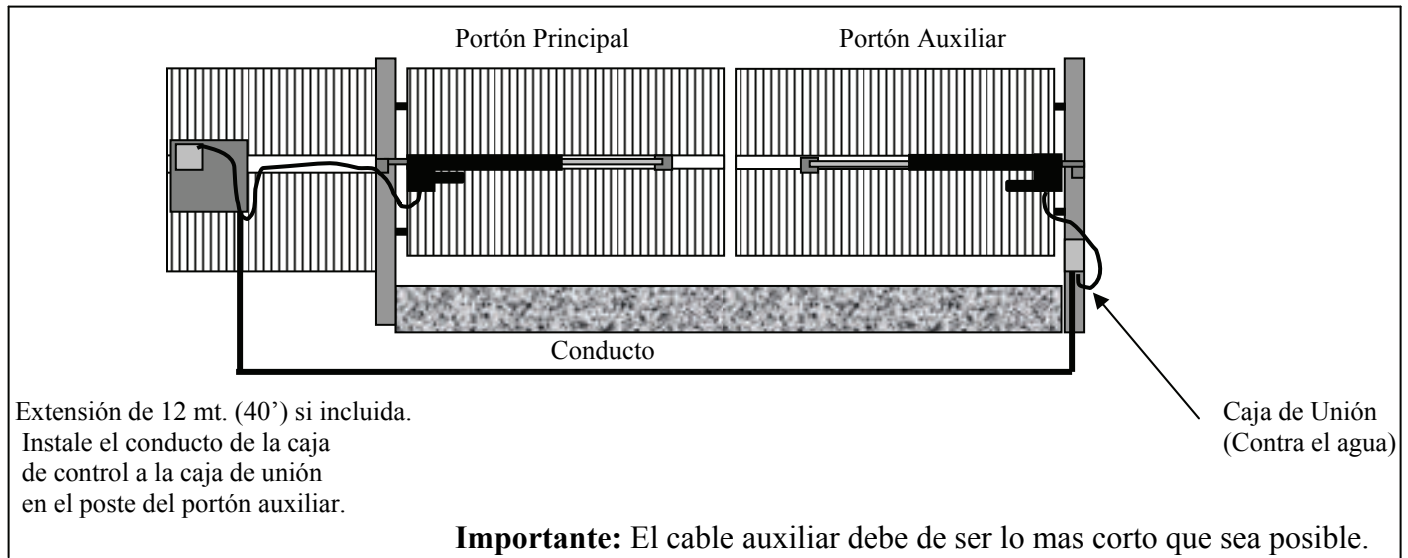 Portón Principal
Portón Auxiliar
Conducto
Extensión de 12 mt. (40’) si incluida.
Instale el conducto de la caja
de control a la caja de unión
en el poste del portón auxiliar.
Caja de Unión
(Contra el agua)
Importante: El cable auxiliar debe de ser lo mas corto que sea posible.